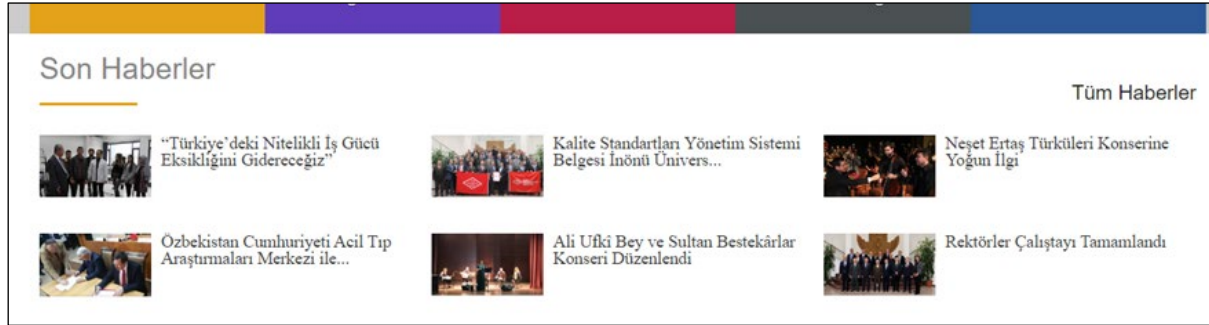 Son Haberler
Tüm Haberler
“Türkiye’deki Nitelikli İş Gücü
Eksikliğini Gidereceğiz”
Kalite Standartları Yönetim Sistemi
Belgesi İnönü Ünivers...
Neşet Ertaş Türküleri Konserine
Yoğun İlgi
Özbekistan Cumhuriyeti Acil Tıp
Araştırmaları Merkezi ile...
Ali Ufkî Bey ve Sultan Bestekârlar
Konseri Düzenlendi
Rektörler Çalıştayı Tamamlandı